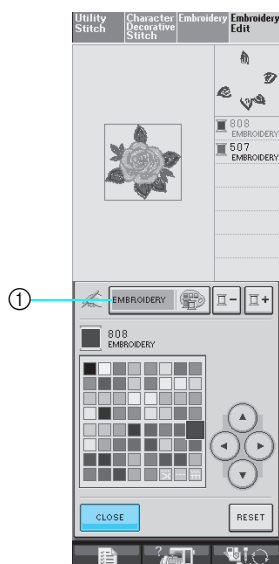 Utility
Stitch
Character
Decorative
Stitch
Embroidery
Embroidery
Edit
808
EMBROIDERY
507
EMBROIDERY
1
EMBROIDERY
−
+
808
EMBROIDERY
CLOSE
RESET
?